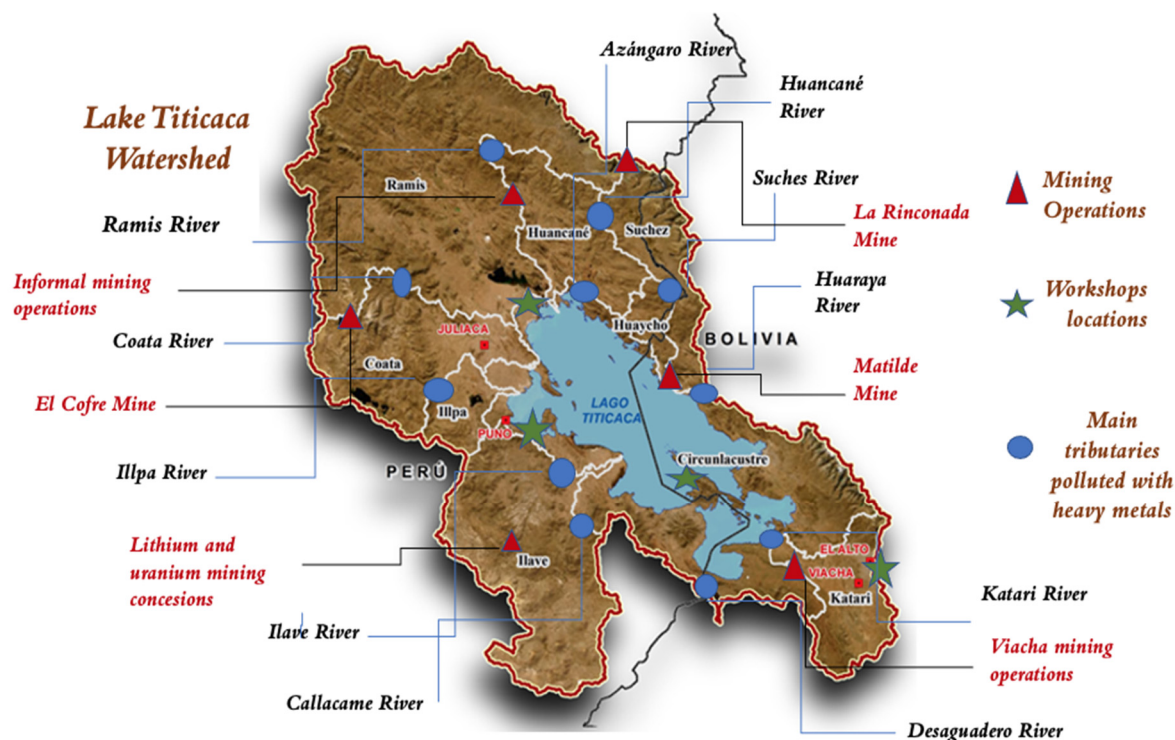 Azángaro River
Huancané
River
Lake Titicaca
Watershed
Suches River
Ramis
Mining
Operations
Ramis River
La Rinconada
Mine
Huancané
Suchez
Informal mining
operations
Huaraya
River
Workshops
locations
Huaycho
JULIACA
BOLIVIA
Coata River
Coata
Matilde
Mine
El Cofre Mine
Illpa
LAGO
TITICACA
PUNO
Main
tributaries
polluted with
heavy metals
Illpa River
PERÚ
Circunlacustre
Lithium and
uranium mining
concesions
Ilave
EL ALTO
VIACHA
Katari
Katari River
Ilave River
Viacha mining
operations
Callacame River
Desaguadero River